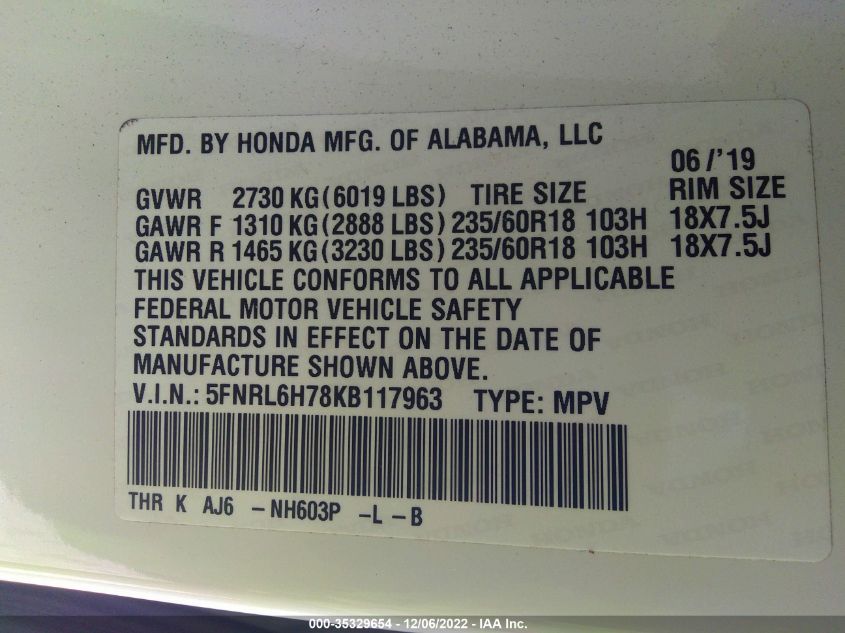 MFD. BY HONDA MFG. OF ALABAMA, LLC
06/'19
GVWR 2730 KG (6019 LBS) TIRE SIZE RIM SIZE
GAWR F 1310 KG (2888 LBS) 235/60R18 103H 18X7.5J
GAWR R 1465 KG (3230 LBS) 235/60R18 103H 18X7.5J
THIS VEHICLE CONFORMS TO ALL APPLICABLE
FEDERAL MOTOR VEHICLE SAFETY
STANDARDS IN EFFECT ON THE DATE OF
MANUFACTURE SHOWN ABOVE.
V.I.N.: 5FNRL6H78KB117963 TYPE: MPV
THR K AJ6 -NH603P -L -B
000-35329654 - 12/06/2022 - IAA Inc.